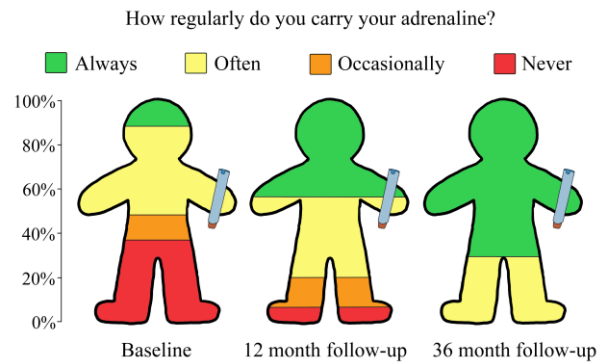 How regularly do you carry your adrenaline?
Always Often Occasionally Never
100%
80%
60%
40%
20%
0%
Baseline 12 month follow-up 36 month follow-up